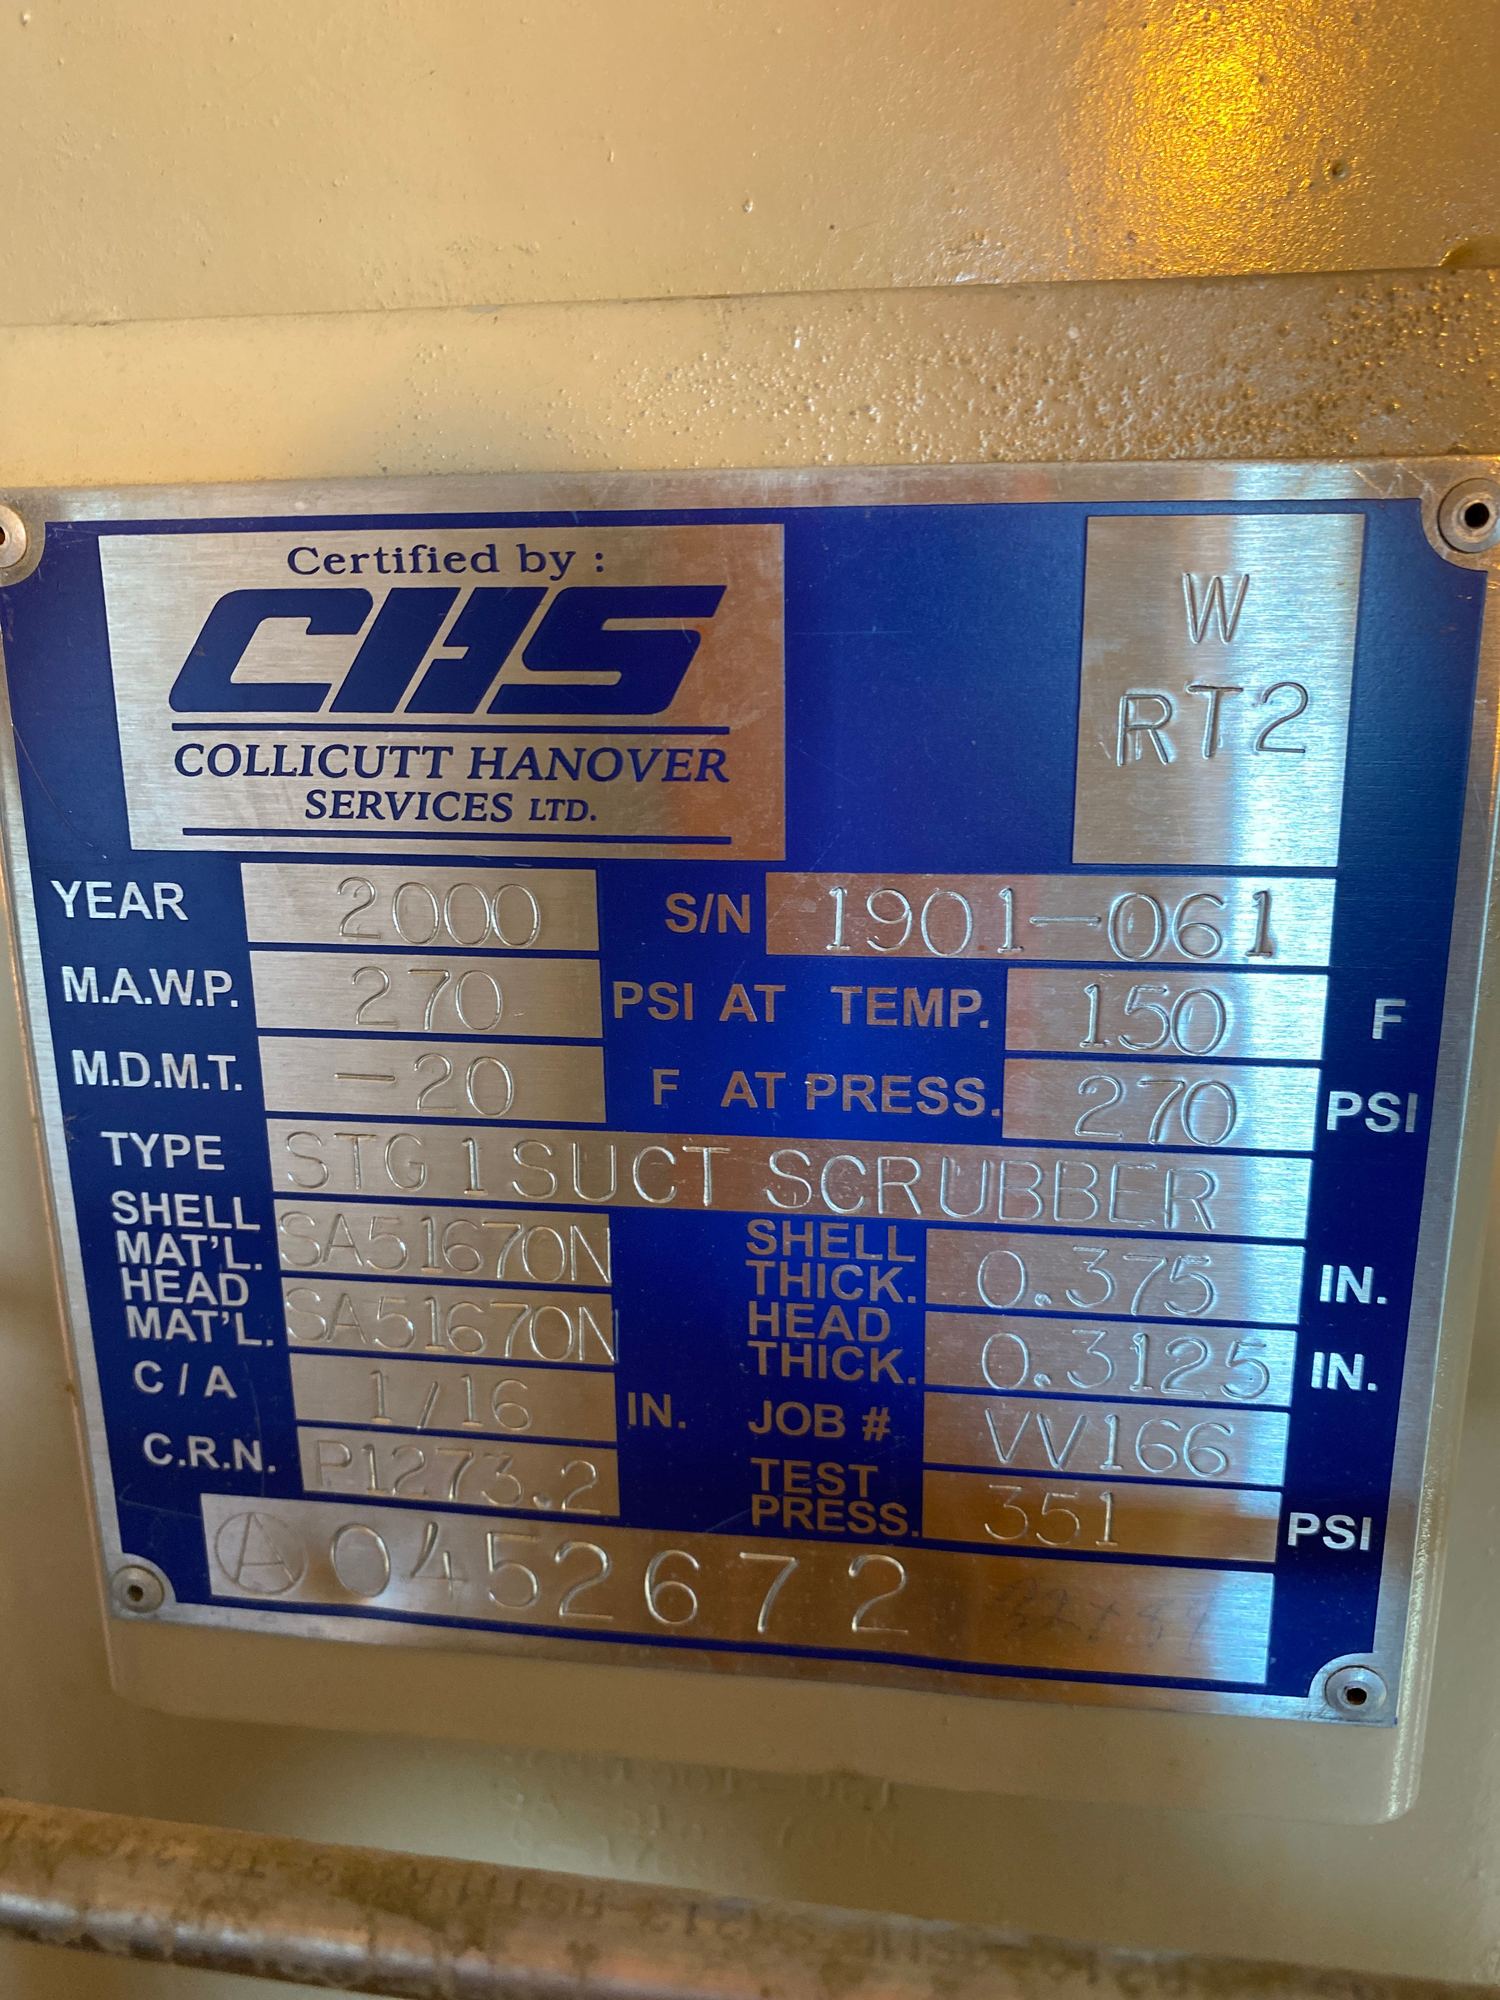 Certified by :
CHS
COLLICUTT HANOVER
SERVICES LTD.
W
RT2
YEAR 2000 S/N 1901-061
M.A.W.P. 270 PSI AT TEMP. 150 F
M.D.M.T. -20 F AT PRESS. 270 PSI
TYPE STG 1 SUCT SCRUBBER
SHELL MAT'L. SA51670N SHELL THICK. 0.375 IN.
HEAD MAT'L. SA51670N HEAD THICK. 0.3125 IN.
C / A 1/16 IN. JOB # VV166
C.R.N. P1273.2 TEST PRESS. 351 PSI
A 0452672